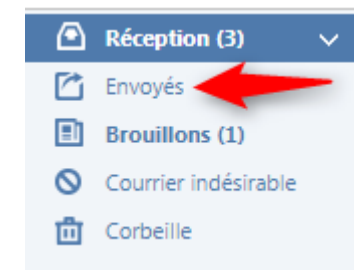 Réception (3)
Envoyés
Brouillons (1)
Courrier indésirable
Corbeille